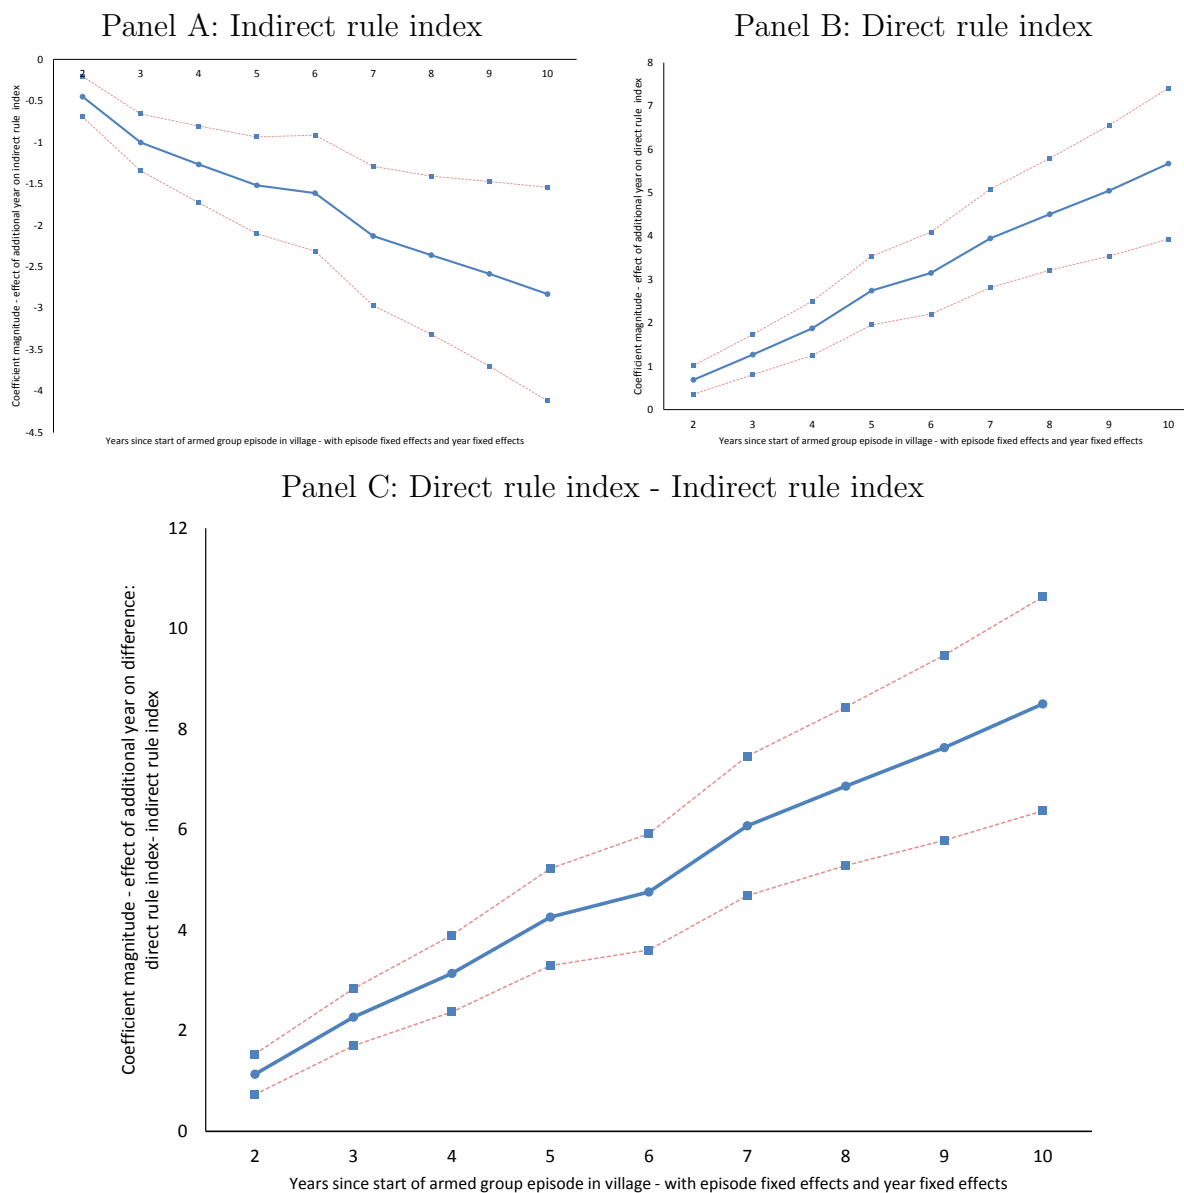 Panel A: Indirect rule index
Coefficient magnitude - effect of additional year on indirect rule index
0
-0.5
-1
-1.5
-2
-2.5
-3
-3.5
-4
-4.5
2 3 4 5 6 7 8 9 10
Years since start of armed group episode in village - with episode fixed effects and year fixed effects
Panel B: Direct rule index
Coefficient magnitude - effect of additional year on direct rule index
8
7
6
5
4
3
2
1
0
2 3 4 5 6 7 8 9 10
Years since start of armed group episode in village - with episode fixed effects and year fixed effects
Panel C: Direct rule index - Indirect rule index
Coefficient magnitude - effect of additional year on difference:
direct rule index- indirect rule index
12
10
8
6
4
2
0
2 3 4 5 6 7 8 9 10
Years since start of armed group episode in village - with episode fixed effects and year fixed effects